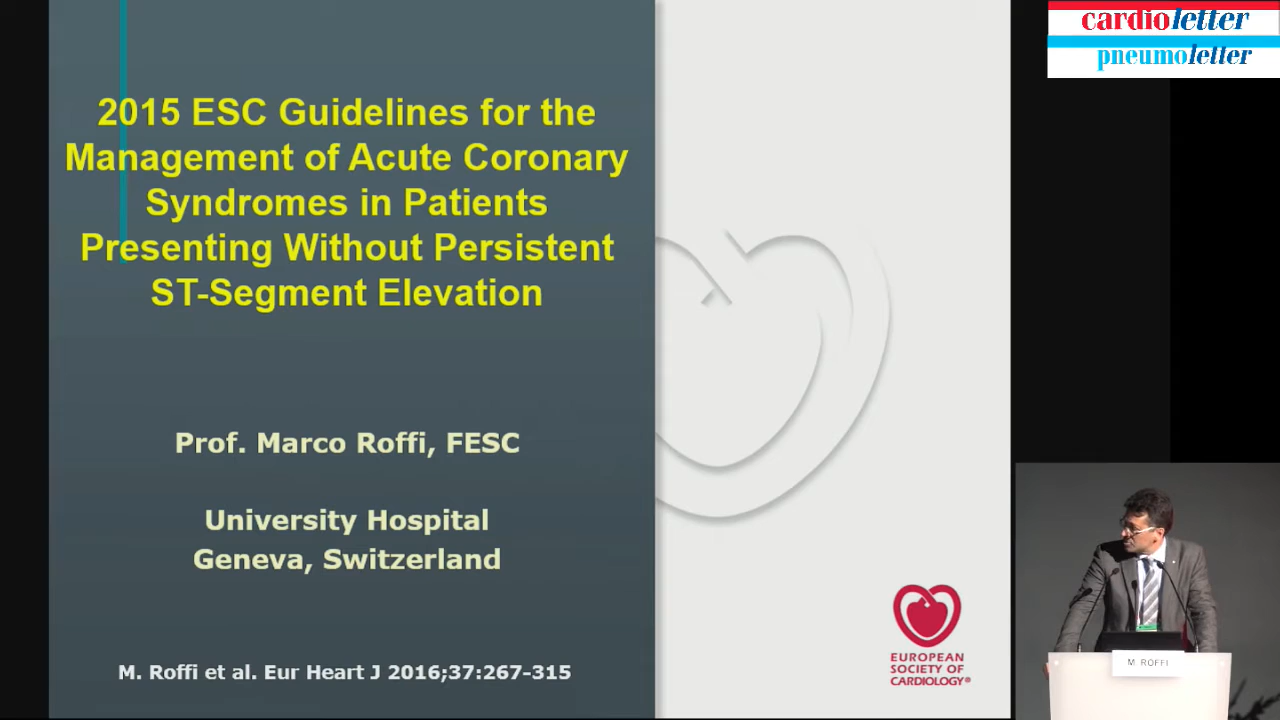 cardioletter
pneumoletter
2015 ESC Guidelines for the
Management of Acute Coronary
Syndromes in Patients
Presenting Without Persistent
ST-Segment Elevation
Prof. Marco Roffi, FESC
University Hospital
Geneva, Switzerland
M. Roffi et al. Eur Heart J 2016;37:267-315
EUROPEAN
SOCIETY OF
CARDIOLOGY®
M. ROFFI